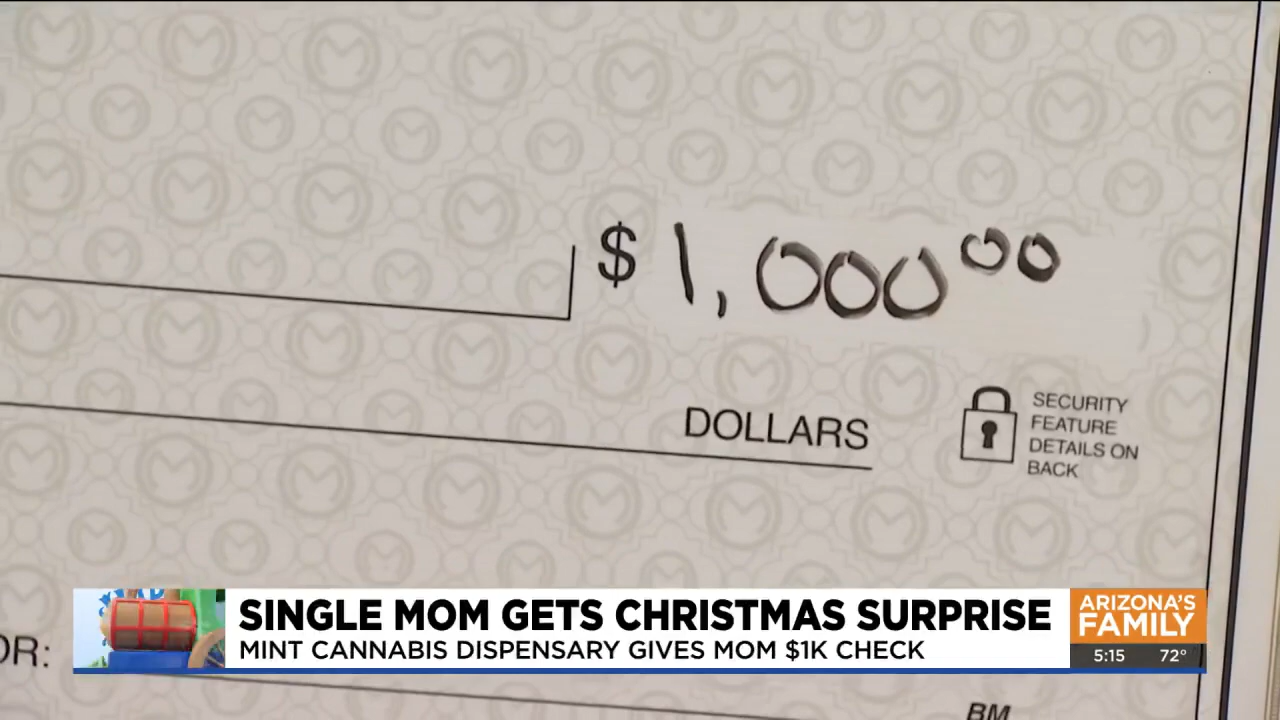 $ 1,000 00
DOLLARS
SECURITY
FEATURE
DETAILS ON
BACK
OR:
BM
SINGLE MOM GETS CHRISTMAS SURPRISE
MINT CANNABIS DISPENSARY GIVES MOM $1K CHECK
ARIZONA'S
FAMILY
5:15 72°